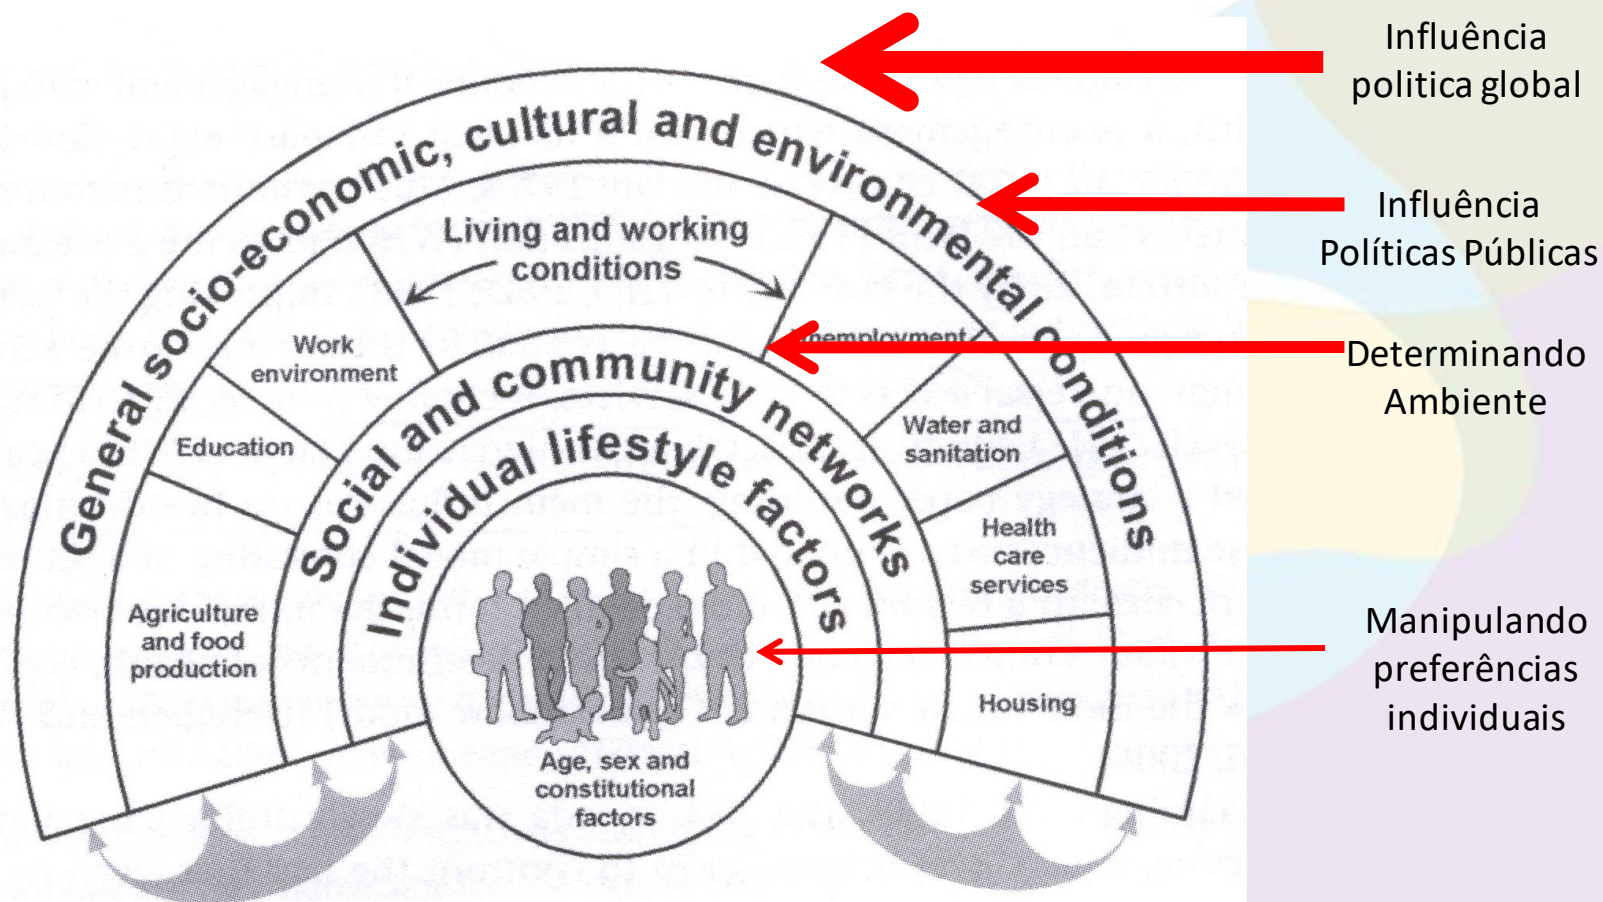 Influência
politica global
Influência
Políticas Públicas
Determinando
Ambiente
Manipulando
preferências
individuais
General socio-economic, cultural and environmental conditions
Living and working
conditions
Work
environment
Unemployment
Education
Water and
sanitation
Agriculture
and food
production
Health
care
services
Housing
Social and community networks
Individual lifestyle factors
Age, sex and
constitutional
factors